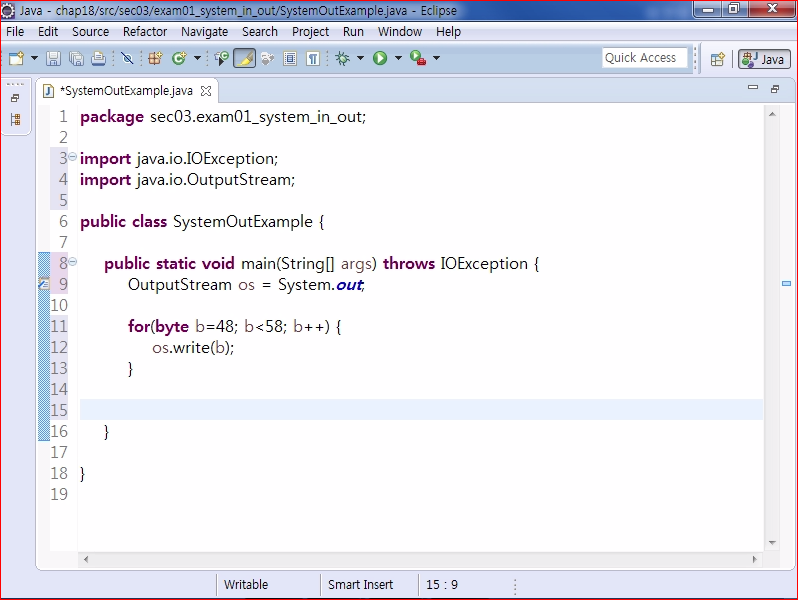 Java - chap18/src/sec03/exam01_system_in_out/SystemOutExample.java - Eclipse
File Edit Source Refactor Navigate Search Project Run Window Help
Quick Access
Java
*SystemOutExample.java
1 package sec03.exam01_system_in_out;
2
3 import java.io.IOException;
4 import java.io.OutputStream;
5
6 public class SystemOutExample {
7
8 public static void main(String[] args) throws IOException {
9 OutputStream os = System.out;
10
11 for(byte b=48; b<58; b++) {
12 os.write(b);
13 }
14
15
16 }
17
18 }
19
Writable Smart Insert 15 : 9